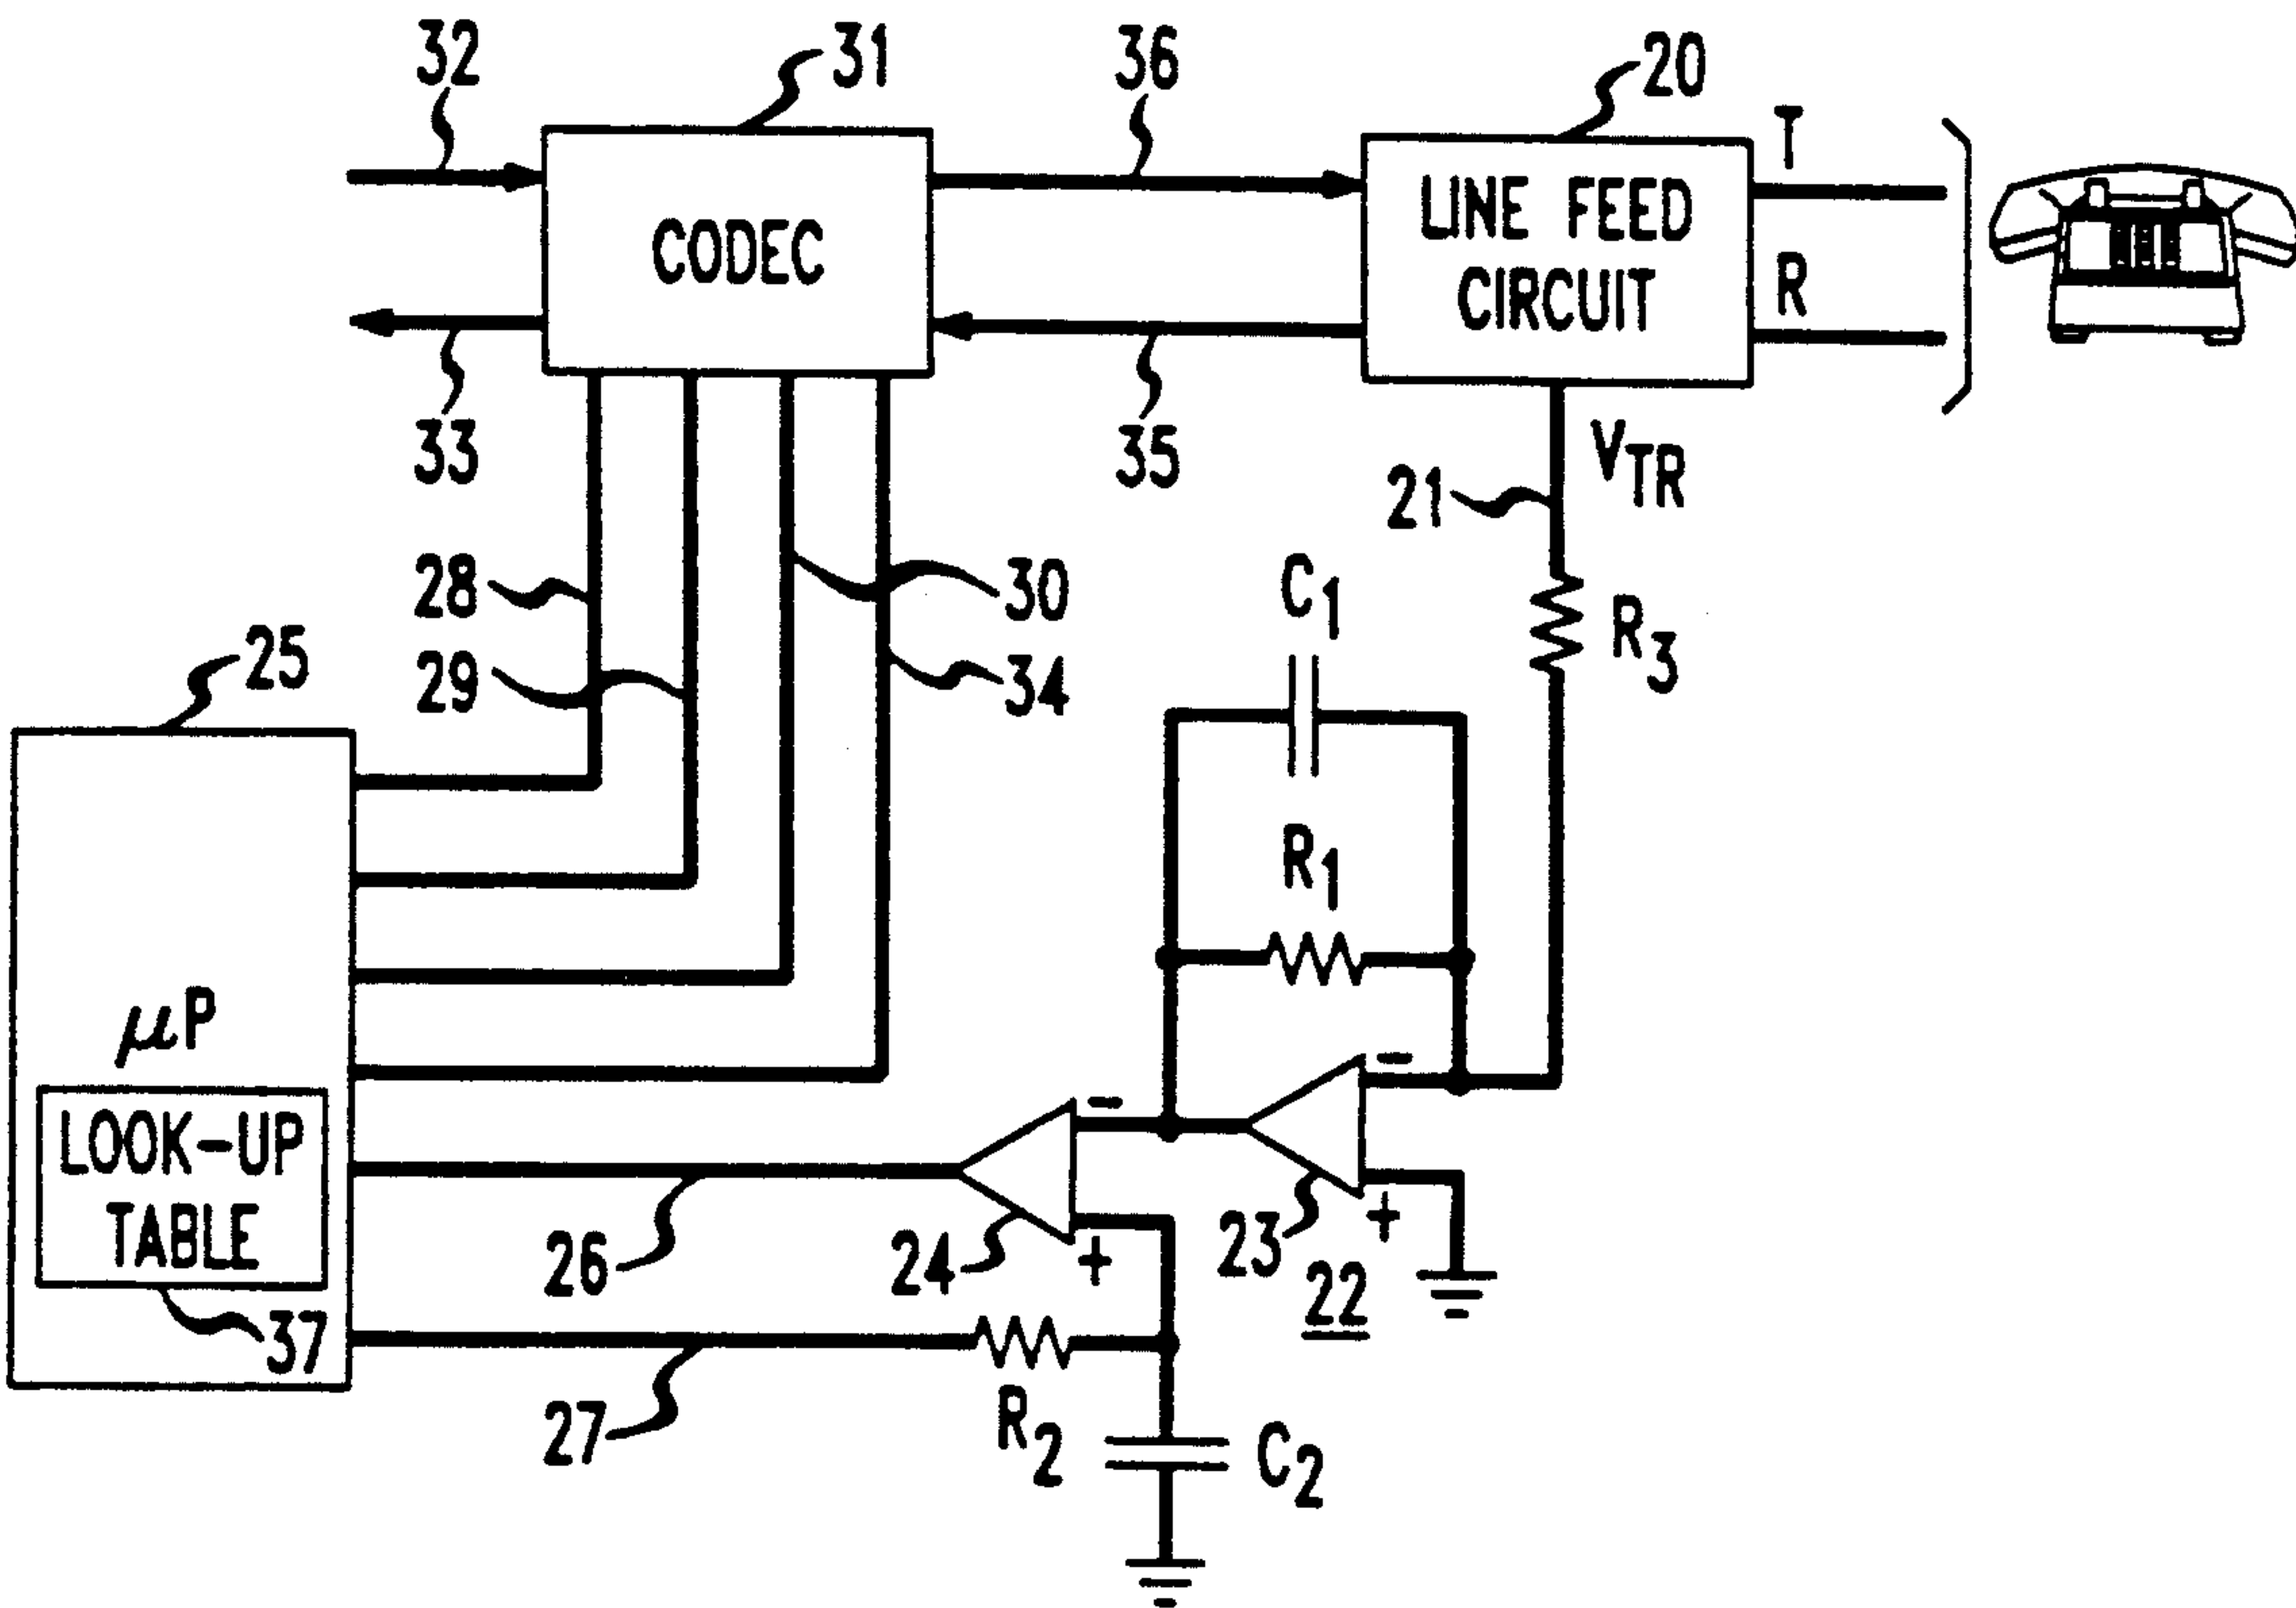 32
31
36
20
T
CODEC
LINE FEED
CIRCUIT
R
33
35
21
V_TR
28
30
C1
R3
25
29
34
R1
μP
-
-
LOOK-UP
TABLE
26
24
+
23
+
22
37
27
R2
C2